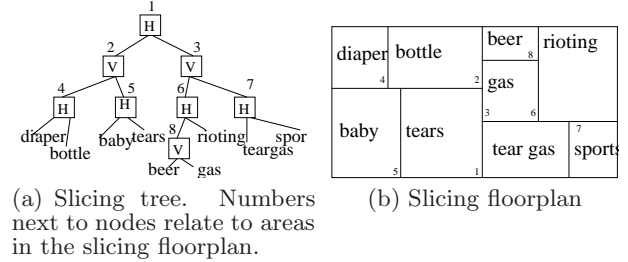 1
H
2
3
V
V
4
5
6
7
H
H
H
H
8
diaper
baby
tears
V
rioting
teargas
spor
bottle
beer
gas
(a) Slicing tree. Numbers
next to nodes relate to areas
in the slicing floorplan.
diaper
4
bottle
2
beer
8
rioting
gas
3
6
baby
5
tears
1
tear gas
7
sports
(b) Slicing floorplan